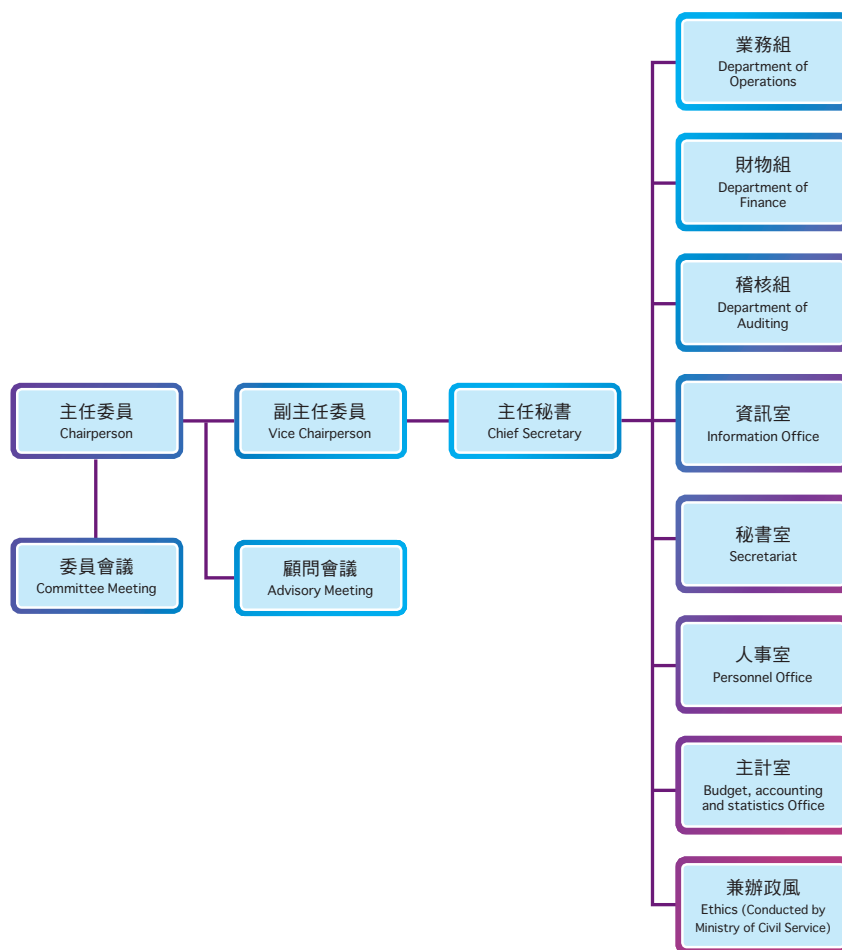 業務組
Department of
Operations
財物組
Department of
Finance
稽核組
Department of
Auditing
主任委員
Chairperson
副主任委員
Vice Chairperson
主任秘書
Chief Secretary
資訊室
Information Office
委員會議
Committee Meeting
顧問會議
Advisory Meeting
秘書室
Secretariat
人事室
Personnel Office
主計室
Budget, accounting
and statistics Office
兼辦政風
Ethics (Conducted by
Ministry of Civil Service)